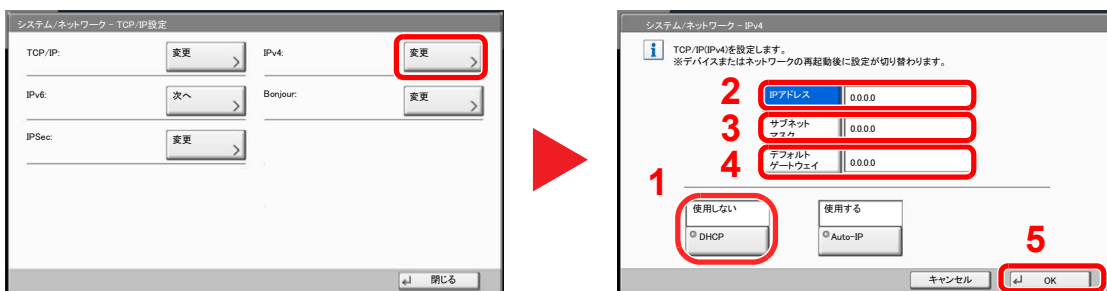 システム/ネットワーク - TCP/IP設定
TCP/IP:
変更
IPv4:
変更
IPv6:
次へ
Bonjour:
変更
IPSec:
変更
閉じる
システム/ネットワーク - IPv4
TCP/IP(IPv4)を設定します。
※デバイスまたはネットワークの再起動後に設定が切り替わります。
2
IPアドレス
0.0.0.0
3
サブネット
マスク
0.0.0.0
4
デフォルト
ゲートウェイ
0.0.0.0
1
使用しない
DHCP
使用する
Auto-IP
5
キャンセル
OK